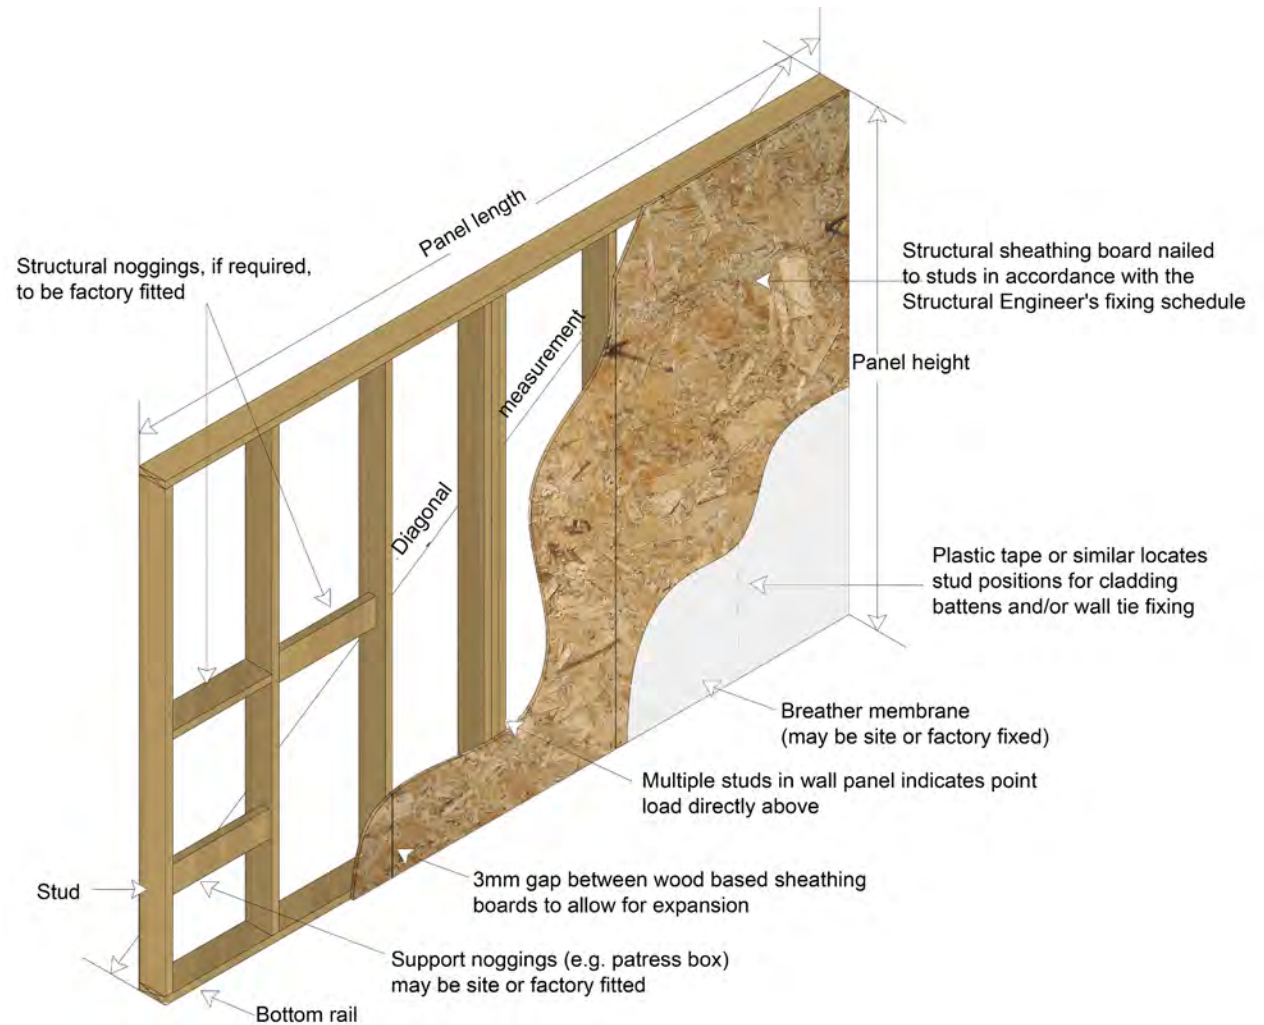 Panel length
Structural noggings, if required,
to be factory fitted
Structural sheathing board nailed
to studs in accordance with the
Structural Engineer's fixing schedule
measurement
Panel height
Diagonal
Plastic tape or similar locates
stud positions for cladding
battens and/or wall tie fixing
Breather membrane
(may be site or factory fixed)
Multiple studs in wall panel indicates point
load directly above
Stud
3mm gap between wood based sheathing
boards to allow for expansion
Support noggings (e.g. patress box)
may be site or factory fitted
Bottom rail